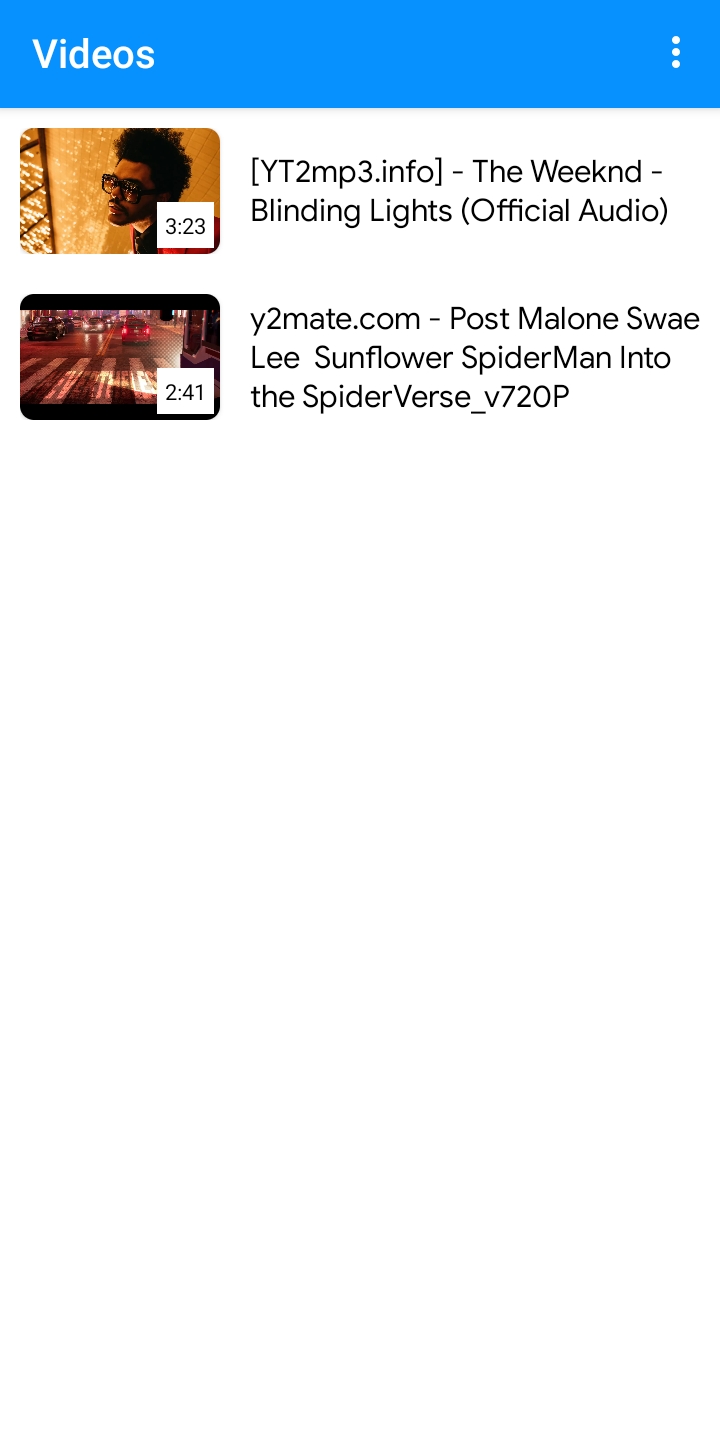 Videos
3:23
[YT2mp3.info] - The Weeknd -
Blinding Lights (Official Audio)
2:41
y2mate.com - Post Malone Swae
Lee  Sunflower SpiderMan Into
the SpiderVerse_v720P